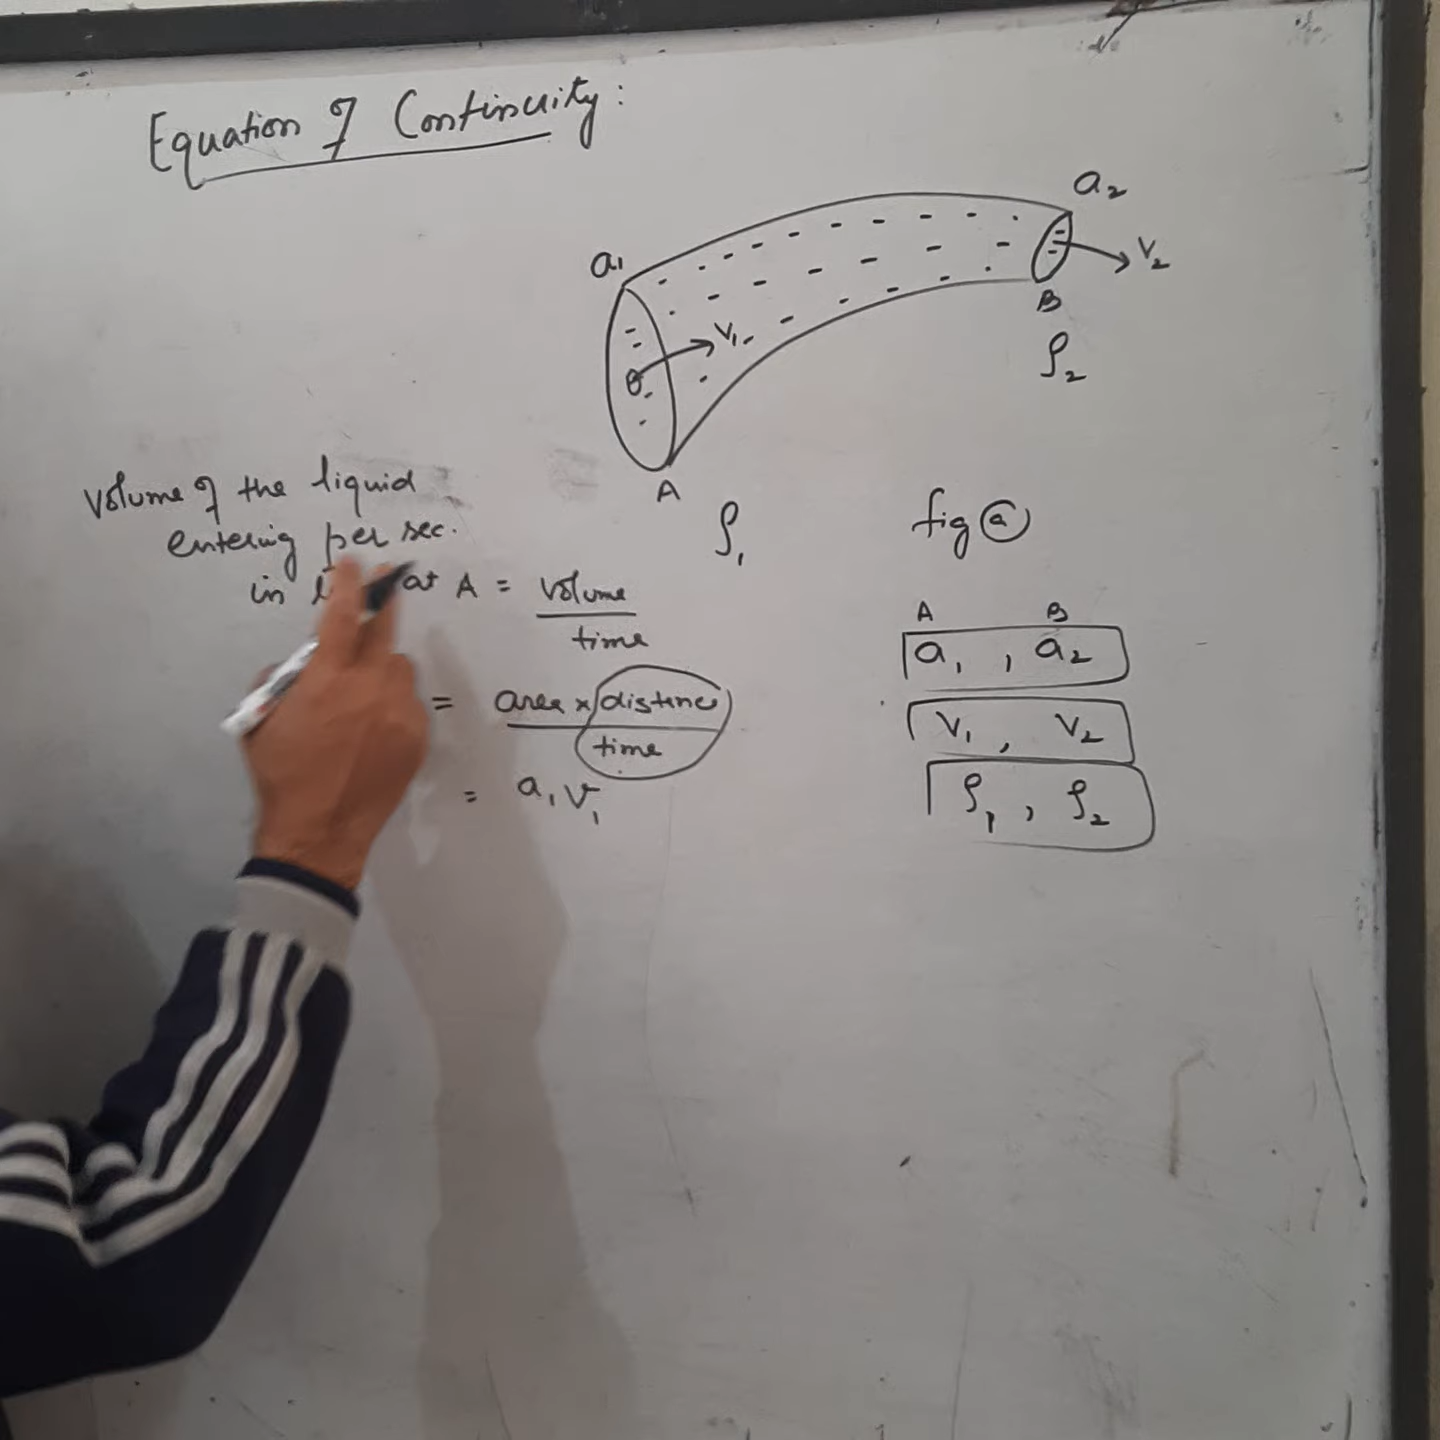 Equation of Continuity:
a₁
a₂
V₁
V₂
B
ρ₂
A
ρ₁
fig ⓐ
Volume of the liquid
entering per sec.
in at A = Volume / time
= area × distance / time
= a₁v₁
A B
a₁ , a₂
V₁ , V₂
ρ₁ , ρ₂